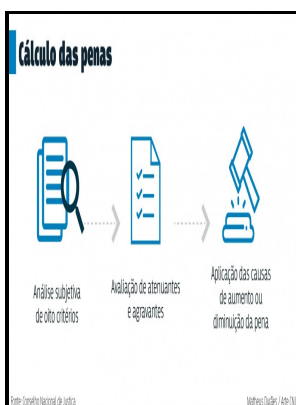 Cálculo das penas
Análise subjetiva
de oito critérios
Avaliação de atenuantes
e agravantes
Aplicação das causas
de aumento ou
diminuição da pena
Fonte: Conselho Nacional de Justiça
Matheus Durães / Arte CNJ